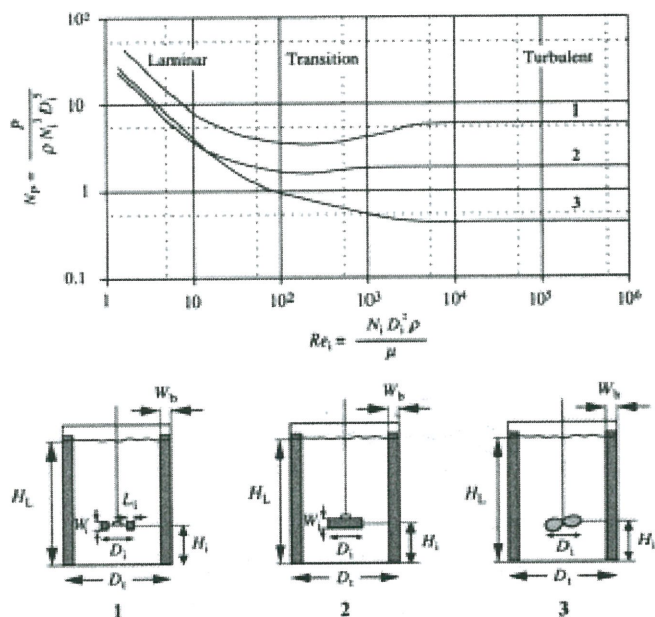 10²
10
1
0.1
N_P = P / ρ N_i³ D_i⁵
Laminar Transition Turbulent
1
2
3
1 10 10² 10³ 10⁴ 10⁵ 10⁶
Re_i = N_i D_i² ρ / μ
W_b W_b W_b
H_L W_i L_i D_i H_i D_t
H_L W_i D_i H_i D_t
H_L D_i H_i D_t
1 2 3